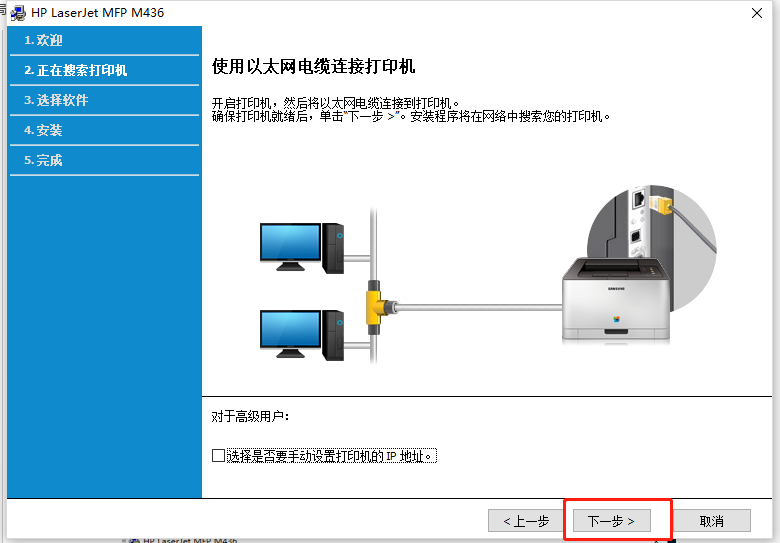 HP LaserJet MFP M436
1. 欢迎
2. 正在搜索打印机
3. 选择软件
4. 安装
5. 完成
使用以太网电缆连接打印机
开启打印机，然后将以太网电缆连接到打印机。
确保打印机就绪后，单击“下一步 >”。安装程序将在网络中搜索您的打印机。
SAMSUNG
对于高级用户：
选择是否要手动设置打印机的 IP 地址。
< 上一步
下一步 >
取消
HP LaserJet MFP M436